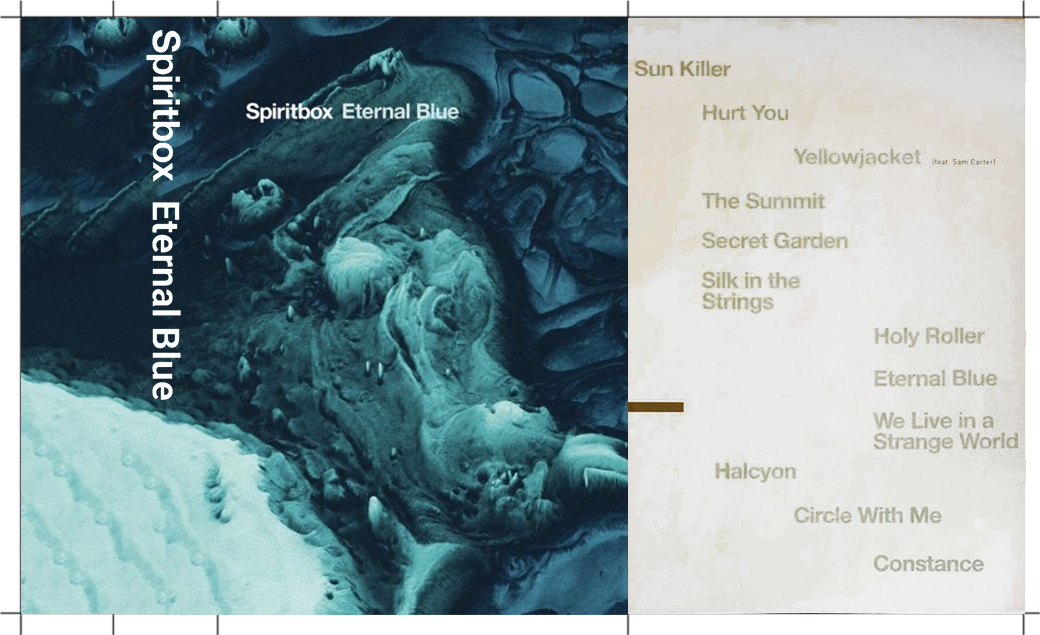 Spiritbox Eternal Blue
Spiritbox Eternal Blue
Sun Killer
Hurt You
Yellowjacket (feat. Sam Carter)
The Summit
Secret Garden
Silk in the
Strings
Holy Roller
Eternal Blue
We Live in a
Strange World
Halcyon
Circle With Me
Constance